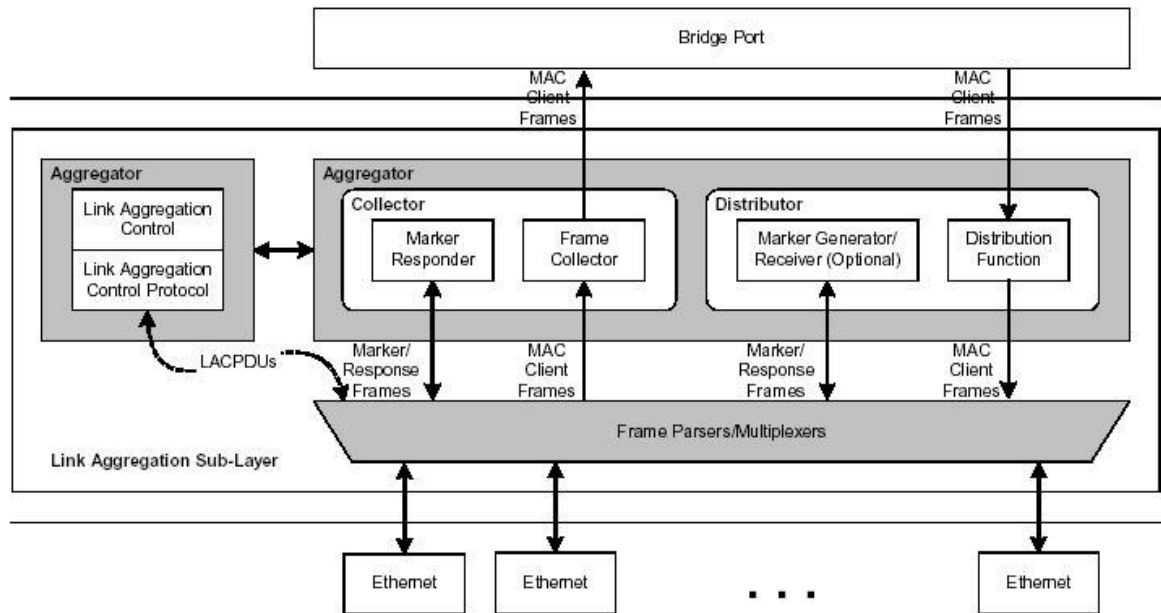 Bridge Port
MAC
Client
Frames
MAC
Client
Frames
Aggregator
Link Aggregation
Control
Link Aggregation
Control Protocol
Aggregator
Collector
Marker
Responder
Frame
Collector
Distributor
Marker Generator/
Receiver (Optional)
Distribution
Function
LACPDUs
Marker/
Response
Frames
MAC
Client
Frames
Marker/
Response
Frames
MAC
Client
Frames
Frame Parsers/Multiplexers
Link Aggregation Sub-Layer
Ethernet
Ethernet
. . .
Ethernet